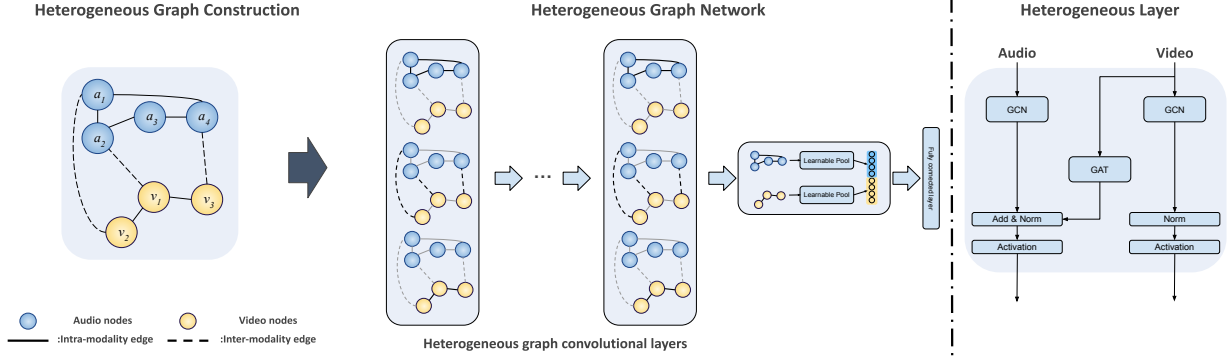 Heterogeneous Graph Construction
a1
a2
a3
a4
v1
v2
v3
Audio nodes
Video nodes
:Intra-modality edge
:Inter-modality edge
Heterogeneous Graph Network
...
Learnable Pool
Learnable Pool
Fully connected layer
Heterogeneous graph convolutional layers
Heterogeneous Layer
Audio
Video
GCN
GCN
GAT
Add & Norm
Norm
Activation
Activation